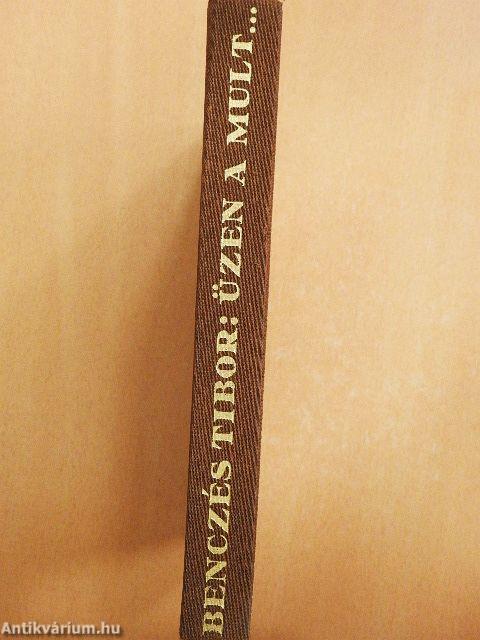 BENCZÉS TIBOR: ÜZEN A MULT...
Antikvárium.hu